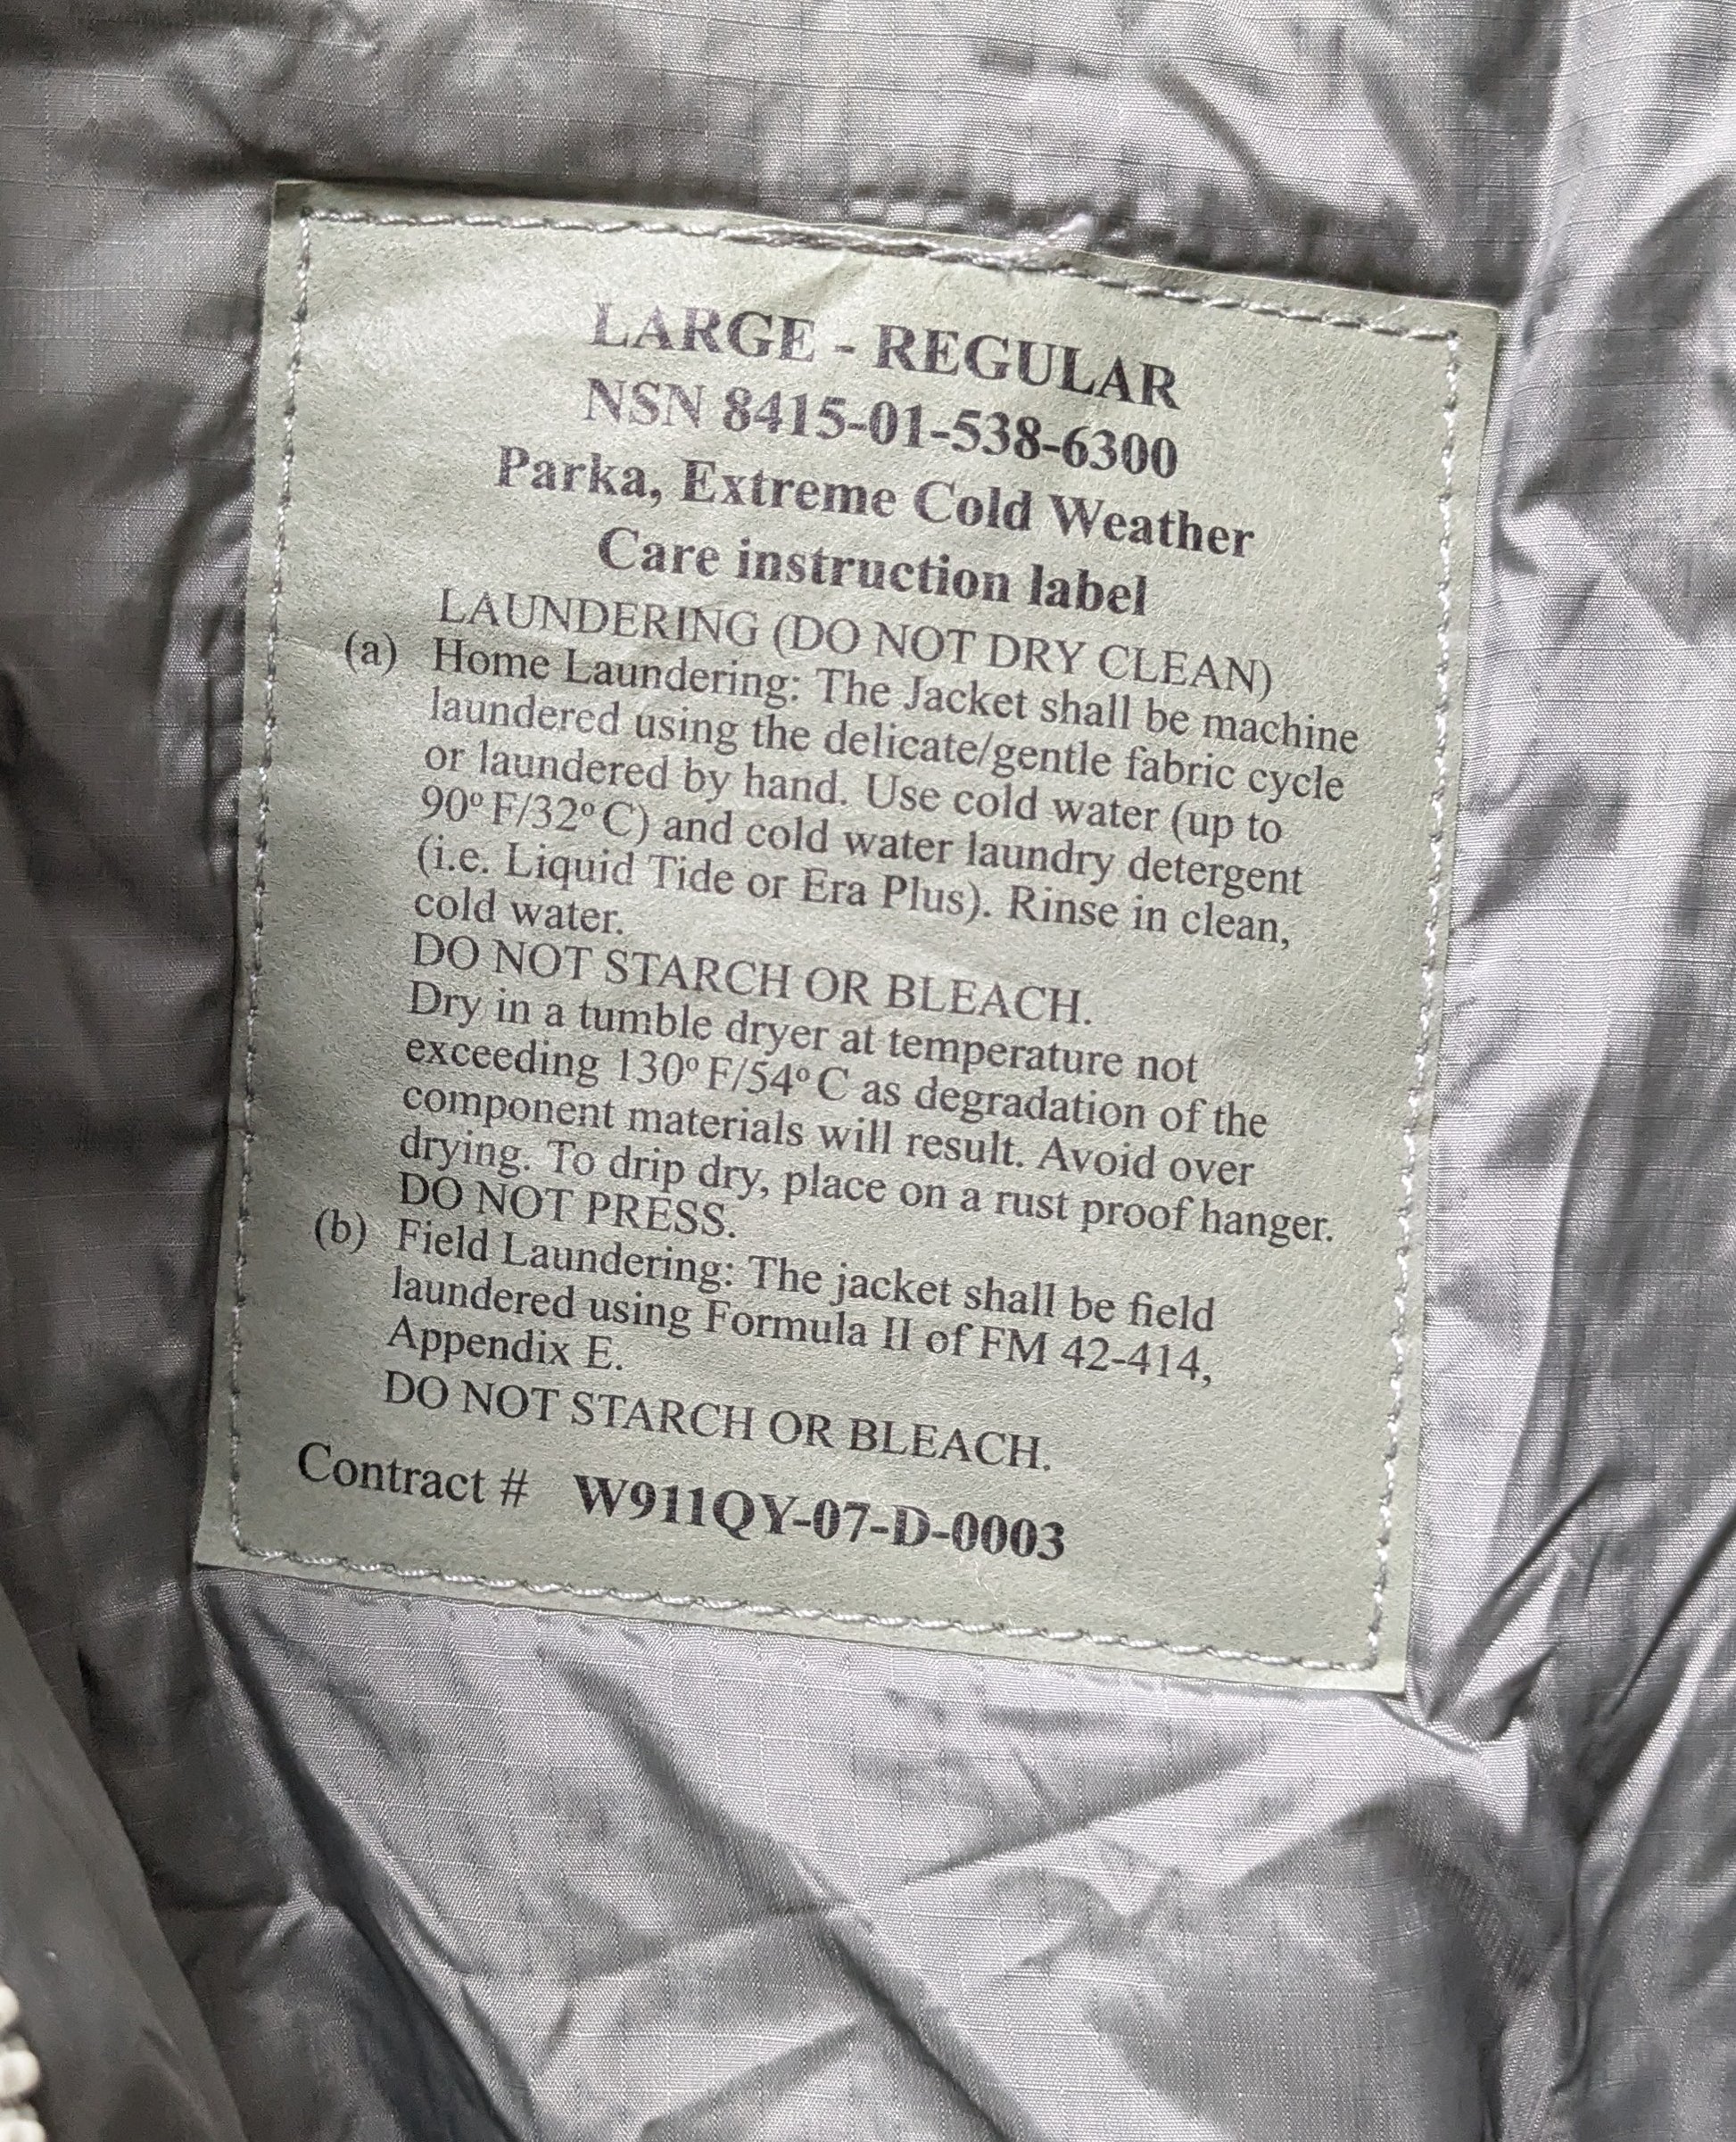 LARGE - REGULAR
NSN 8415-01-538-6300
Parka, Extreme Cold Weather
Care instruction label
LAUNDERING (DO NOT DRY CLEAN)
(a) Home Laundering: The Jacket shall be machine
laundered using the delicate/gentle fabric cycle
or laundered by hand. Use cold water (up to
90º F/32º C) and cold water laundry detergent
(i.e. Liquid Tide or Era Plus). Rinse in clean,
cold water.
DO NOT STARCH OR BLEACH.
Dry in a tumble dryer at temperature not
exceeding 130º F/54º C as degradation of the
component materials will result. Avoid over
drying. To drip dry, place on a rust proof hanger.
DO NOT PRESS.
(b) Field Laundering: The jacket shall be field
laundered using Formula II of FM 42-414,
Appendix E.
DO NOT STARCH OR BLEACH.
Contract # W911QY-07-D-0003